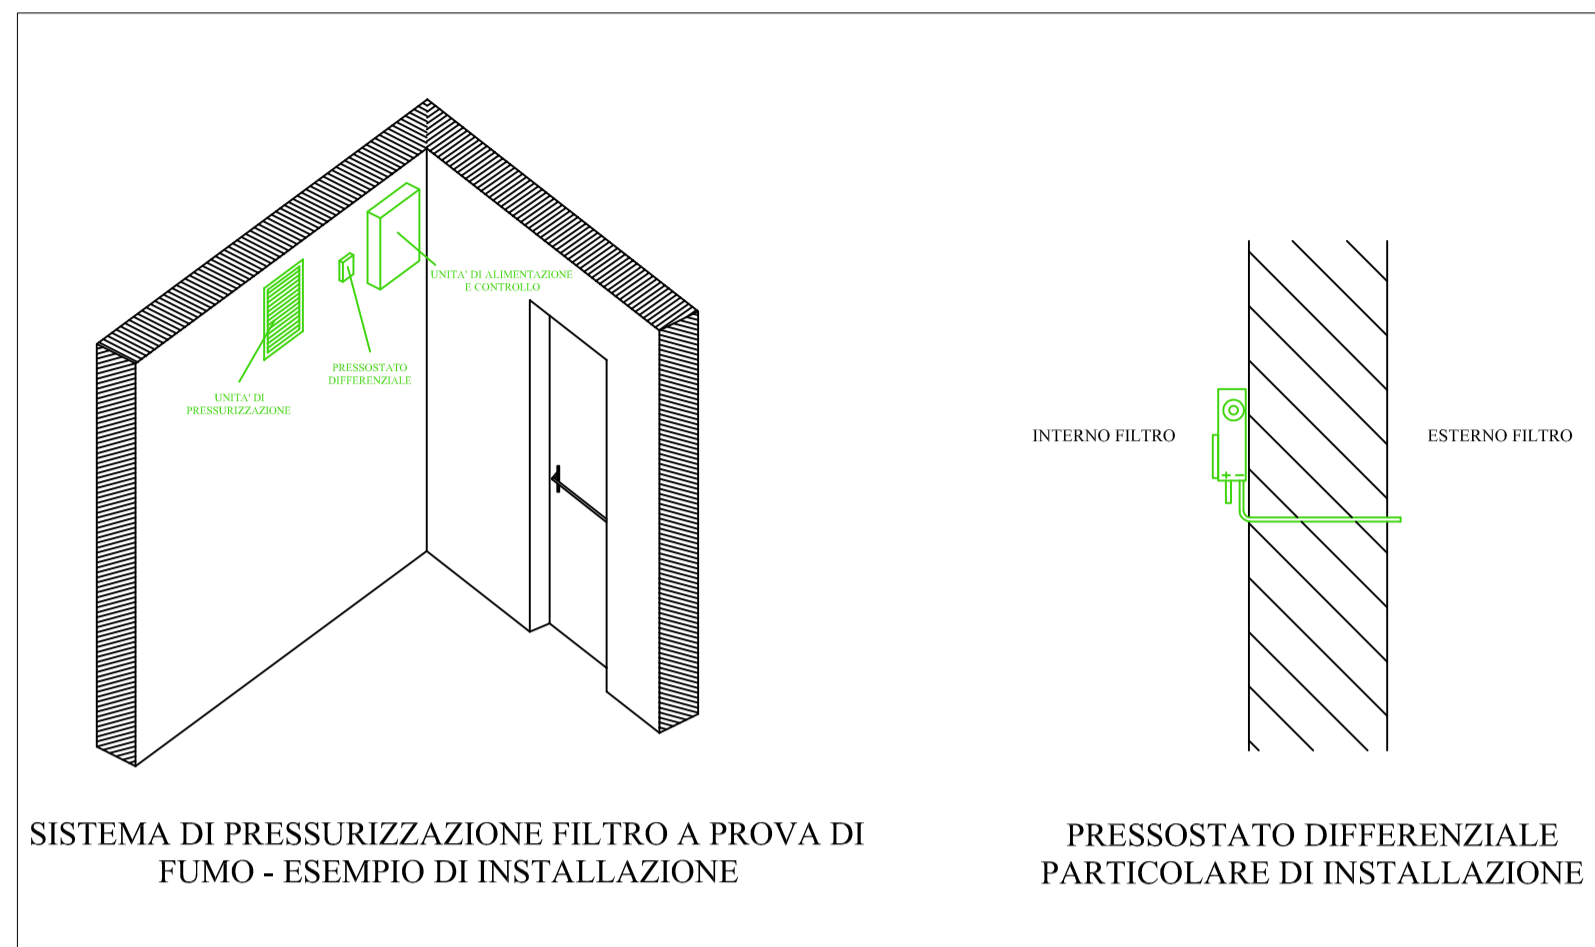 UNITA' DI ALIMENTAZIONE
E CONTROLLO
PRESSOSTATO
DIFFERENZIALE
UNITA' DI
PRESSURIZZAZIONE
SISTEMA DI PRESSURIZZAZIONE FILTRO A PROVA DI
FUMO - ESEMPIO DI INSTALLAZIONE
INTERNO FILTRO
ESTERNO FILTRO
+ -
PRESSOSTATO DIFFERENZIALE
PARTICOLARE DI INSTALLAZIONE